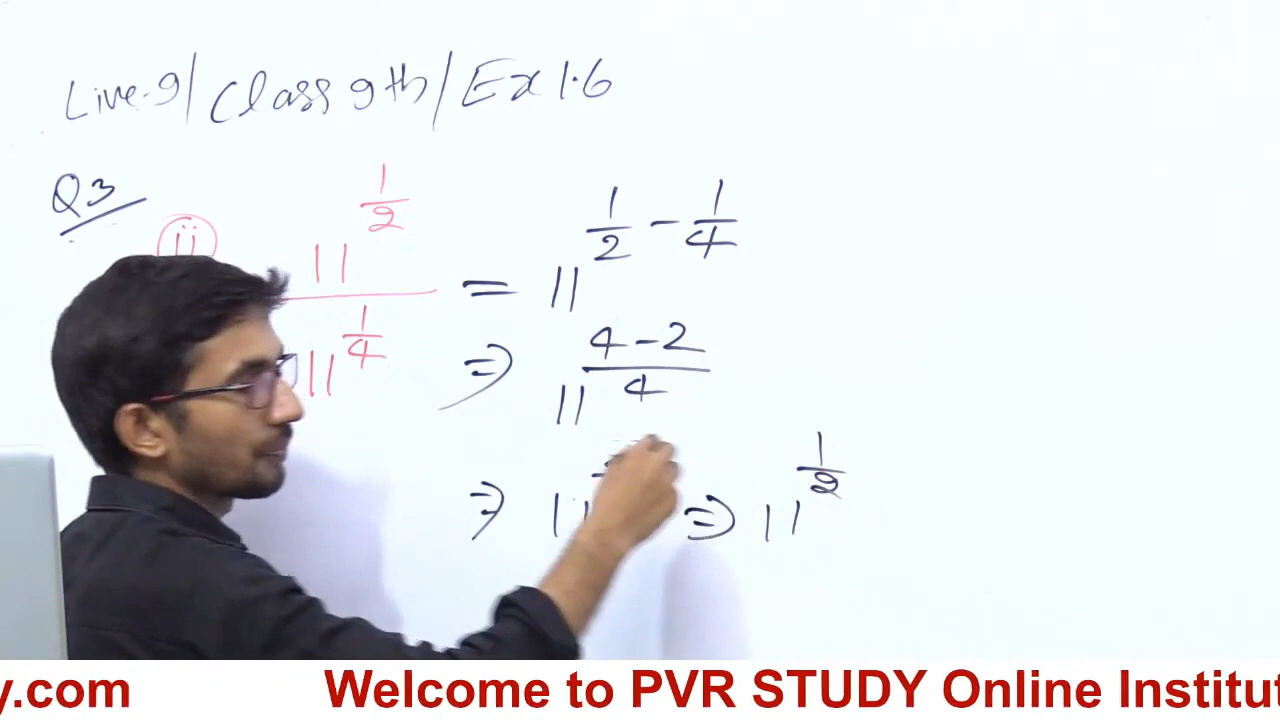 Live-9/Class 9th/Ex 1.6
Q3
(ii) 11^(1/2) / 11^(1/4) = 11^(1/2 - 1/4)
⇒ 11^((4-2)/4)
⇒ 11 ⇒ 11^(1/2)
y.com Welcome to PVR STUDY Online Institut